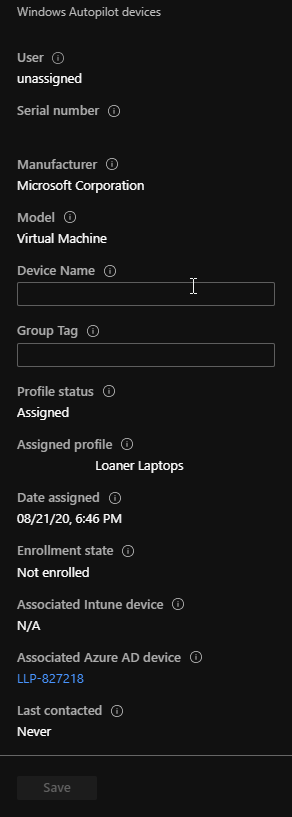 Windows Autopilot devices
User
unassigned
Serial number
Manufacturer
Microsoft Corporation
Model
Virtual Machine
Device Name
Group Tag
Profile status
Assigned
Assigned profile
Loaner Laptops
Date assigned
08/21/20, 6:46 PM
Enrollment state
Not enrolled
Associated Intune device
N/A
Associated Azure AD device
LLP-827218
Last contacted
Never
Save